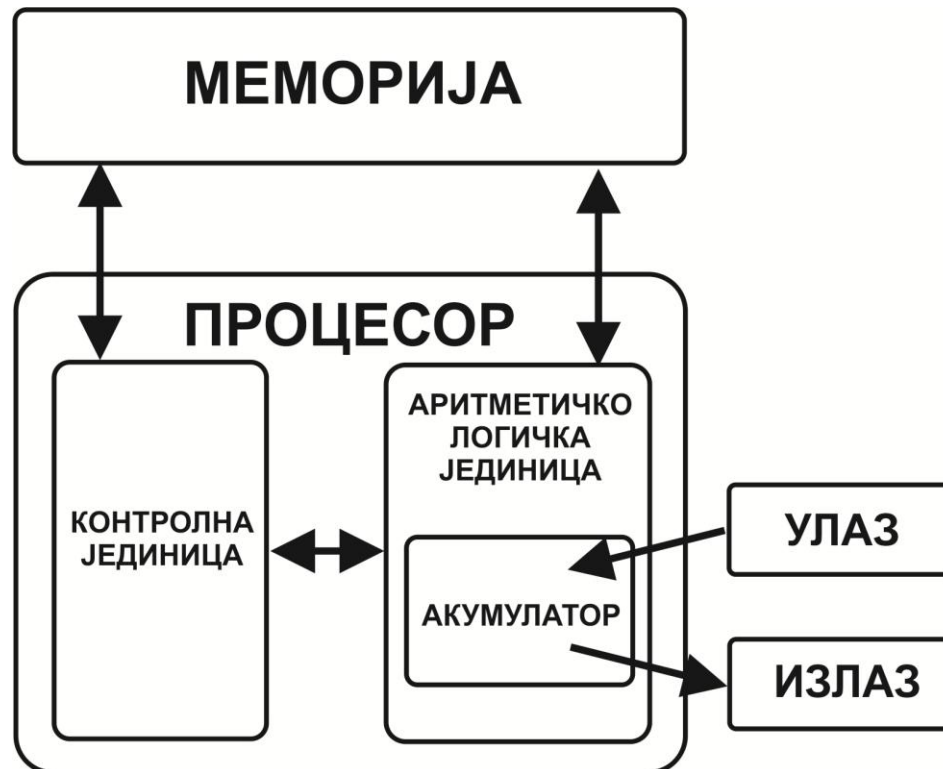 МЕМОРИЈА
ПРОЦЕСОР
КОНТРОЛНА
ЈЕДИНИЦА
АРИТМЕТИЧКО
ЛОГИЧКА
ЈЕДИНИЦА
АКУМУЛАТОР
УЛАЗ
ИЗЛАЗ